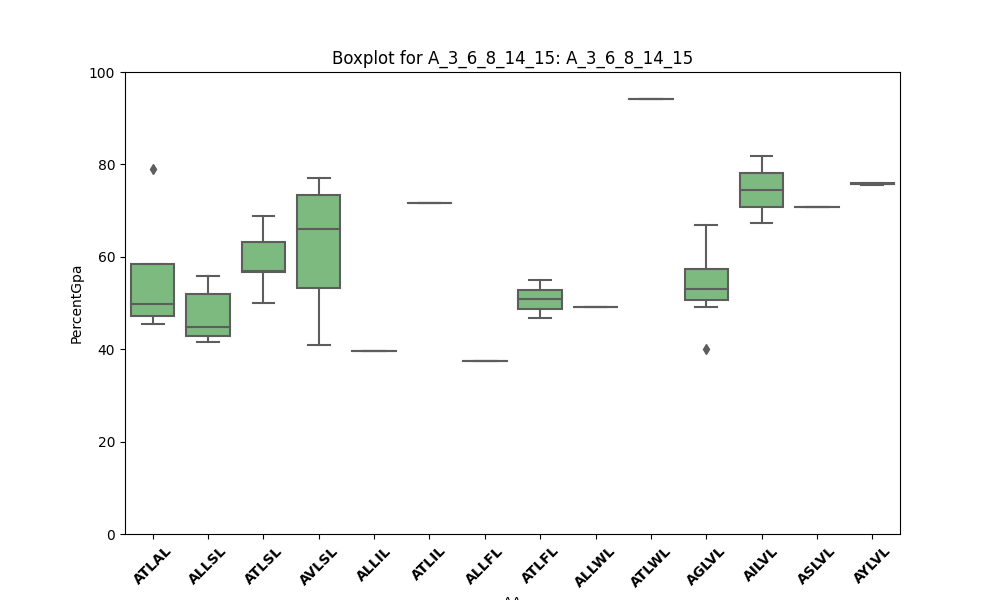 Boxplot for A_3_6_8_14_15: A_3_6_8_14_15
100
80
60
40
20
0
PercentGpa
ATLAL
ALLSL
ATLSL
AVLSL
ALLIL
ATLIL
ALLFL
ATLFL
ALLWL
ATLWL
AGLVL
AILVL
ASLVL
AYLVL